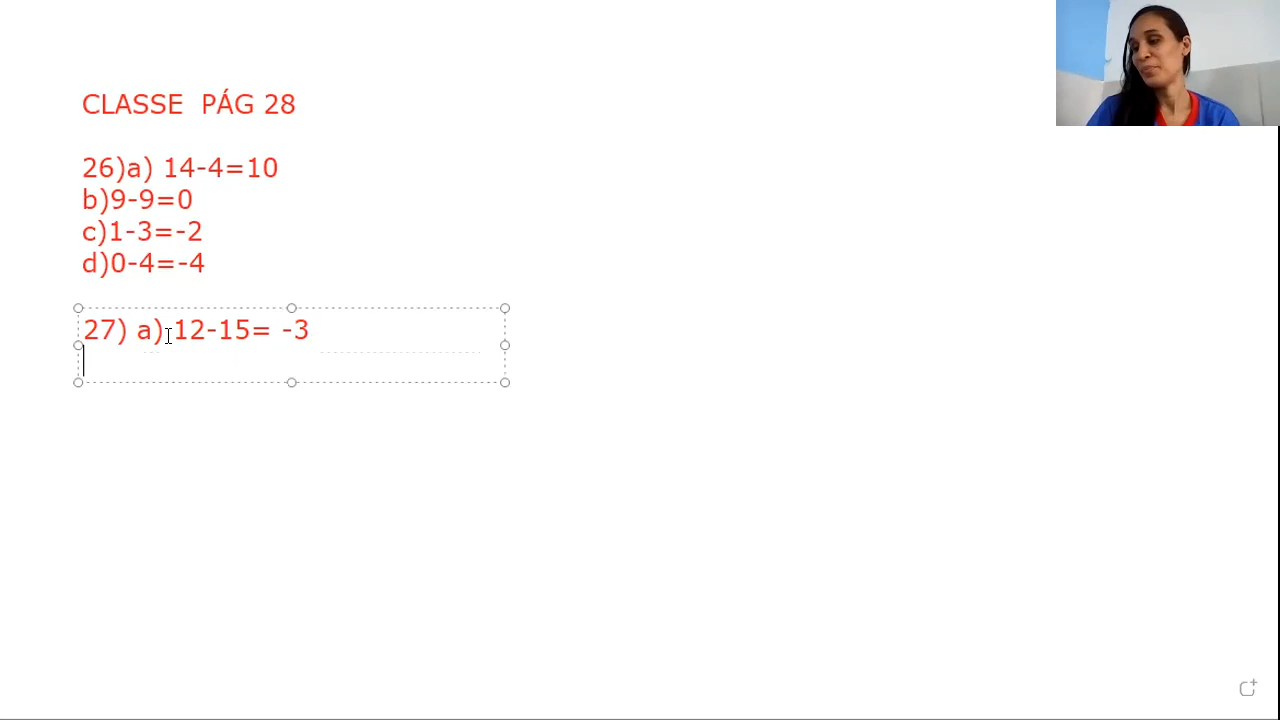 CLASSE  PÁG 28
26)a) 14-4=10
b)9-9=0
c)1-3=-2
d)0-4=-4
27) a) 12-15= -3